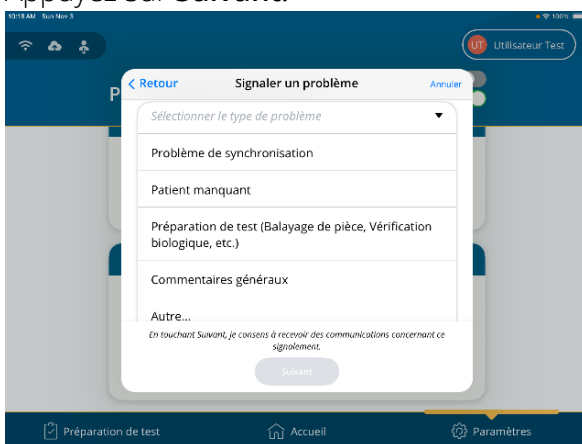 Appuyez sur Suivant.
10:18 AM Sun Nov 3
100%
UT Utilisateur Test
P
Retour Signaler un problème Annuler
Sélectionner le type de problème
Problème de synchronisation
Patient manquant
Préparation de test (Balayage de pièce, Vérification
biologique, etc.)
Commentaires généraux
Autre...
En touchant Suivant, je consens à recevoir des communications concernant ce
signalement.
Suivant
Préparation de test Accueil Paramètres